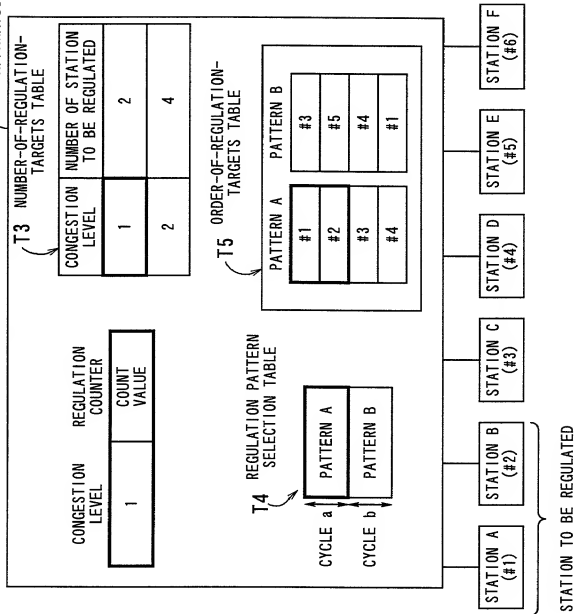 T3 NUMBER-OF-REGULATION-
TARGETS TABLE
CONGESTION
LEVEL
NUMBER OF STATION
TO BE REGULATED
1
2
2
4
CONGESTION
LEVEL
REGULATION
COUNTER
1
COUNT
VALUE
T4 REGULATION PATTERN
SELECTION TABLE
CYCLE a
PATTERN A
CYCLE b
PATTERN B
T5 ORDER-OF-REGULATION-
TARGETS TABLE
PATTERN A
PATTERN B
#1
#3
#2
#5
#3
#4
#4
#1
STATION A
(#1)
STATION B
(#2)
STATION C
(#3)
STATION D
(#4)
STATION E
(#5)
STATION F
(#6)
STATION TO BE REGULATED